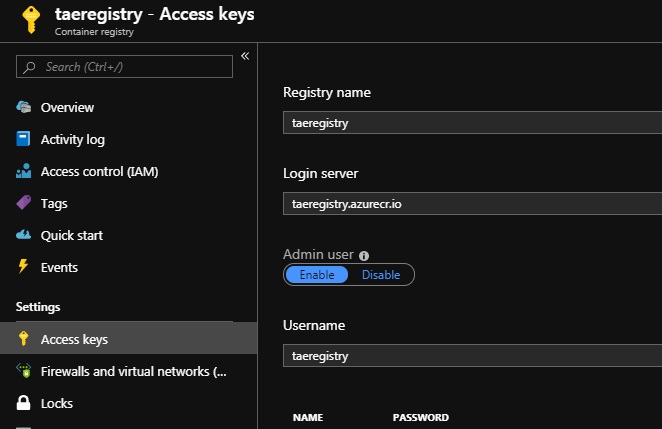 taeregistry - Access keys
Container registry
Search (Ctrl+/)
«
Overview
Activity log
Access control (IAM)
Tags
Quick start
Events
Settings
Access keys
Firewalls and virtual networks (...
Locks
Registry name
taeregistry
Login server
taeregistry.azurecr.io
Admin user
Enable Disable
Username
taeregistry
NAME PASSWORD